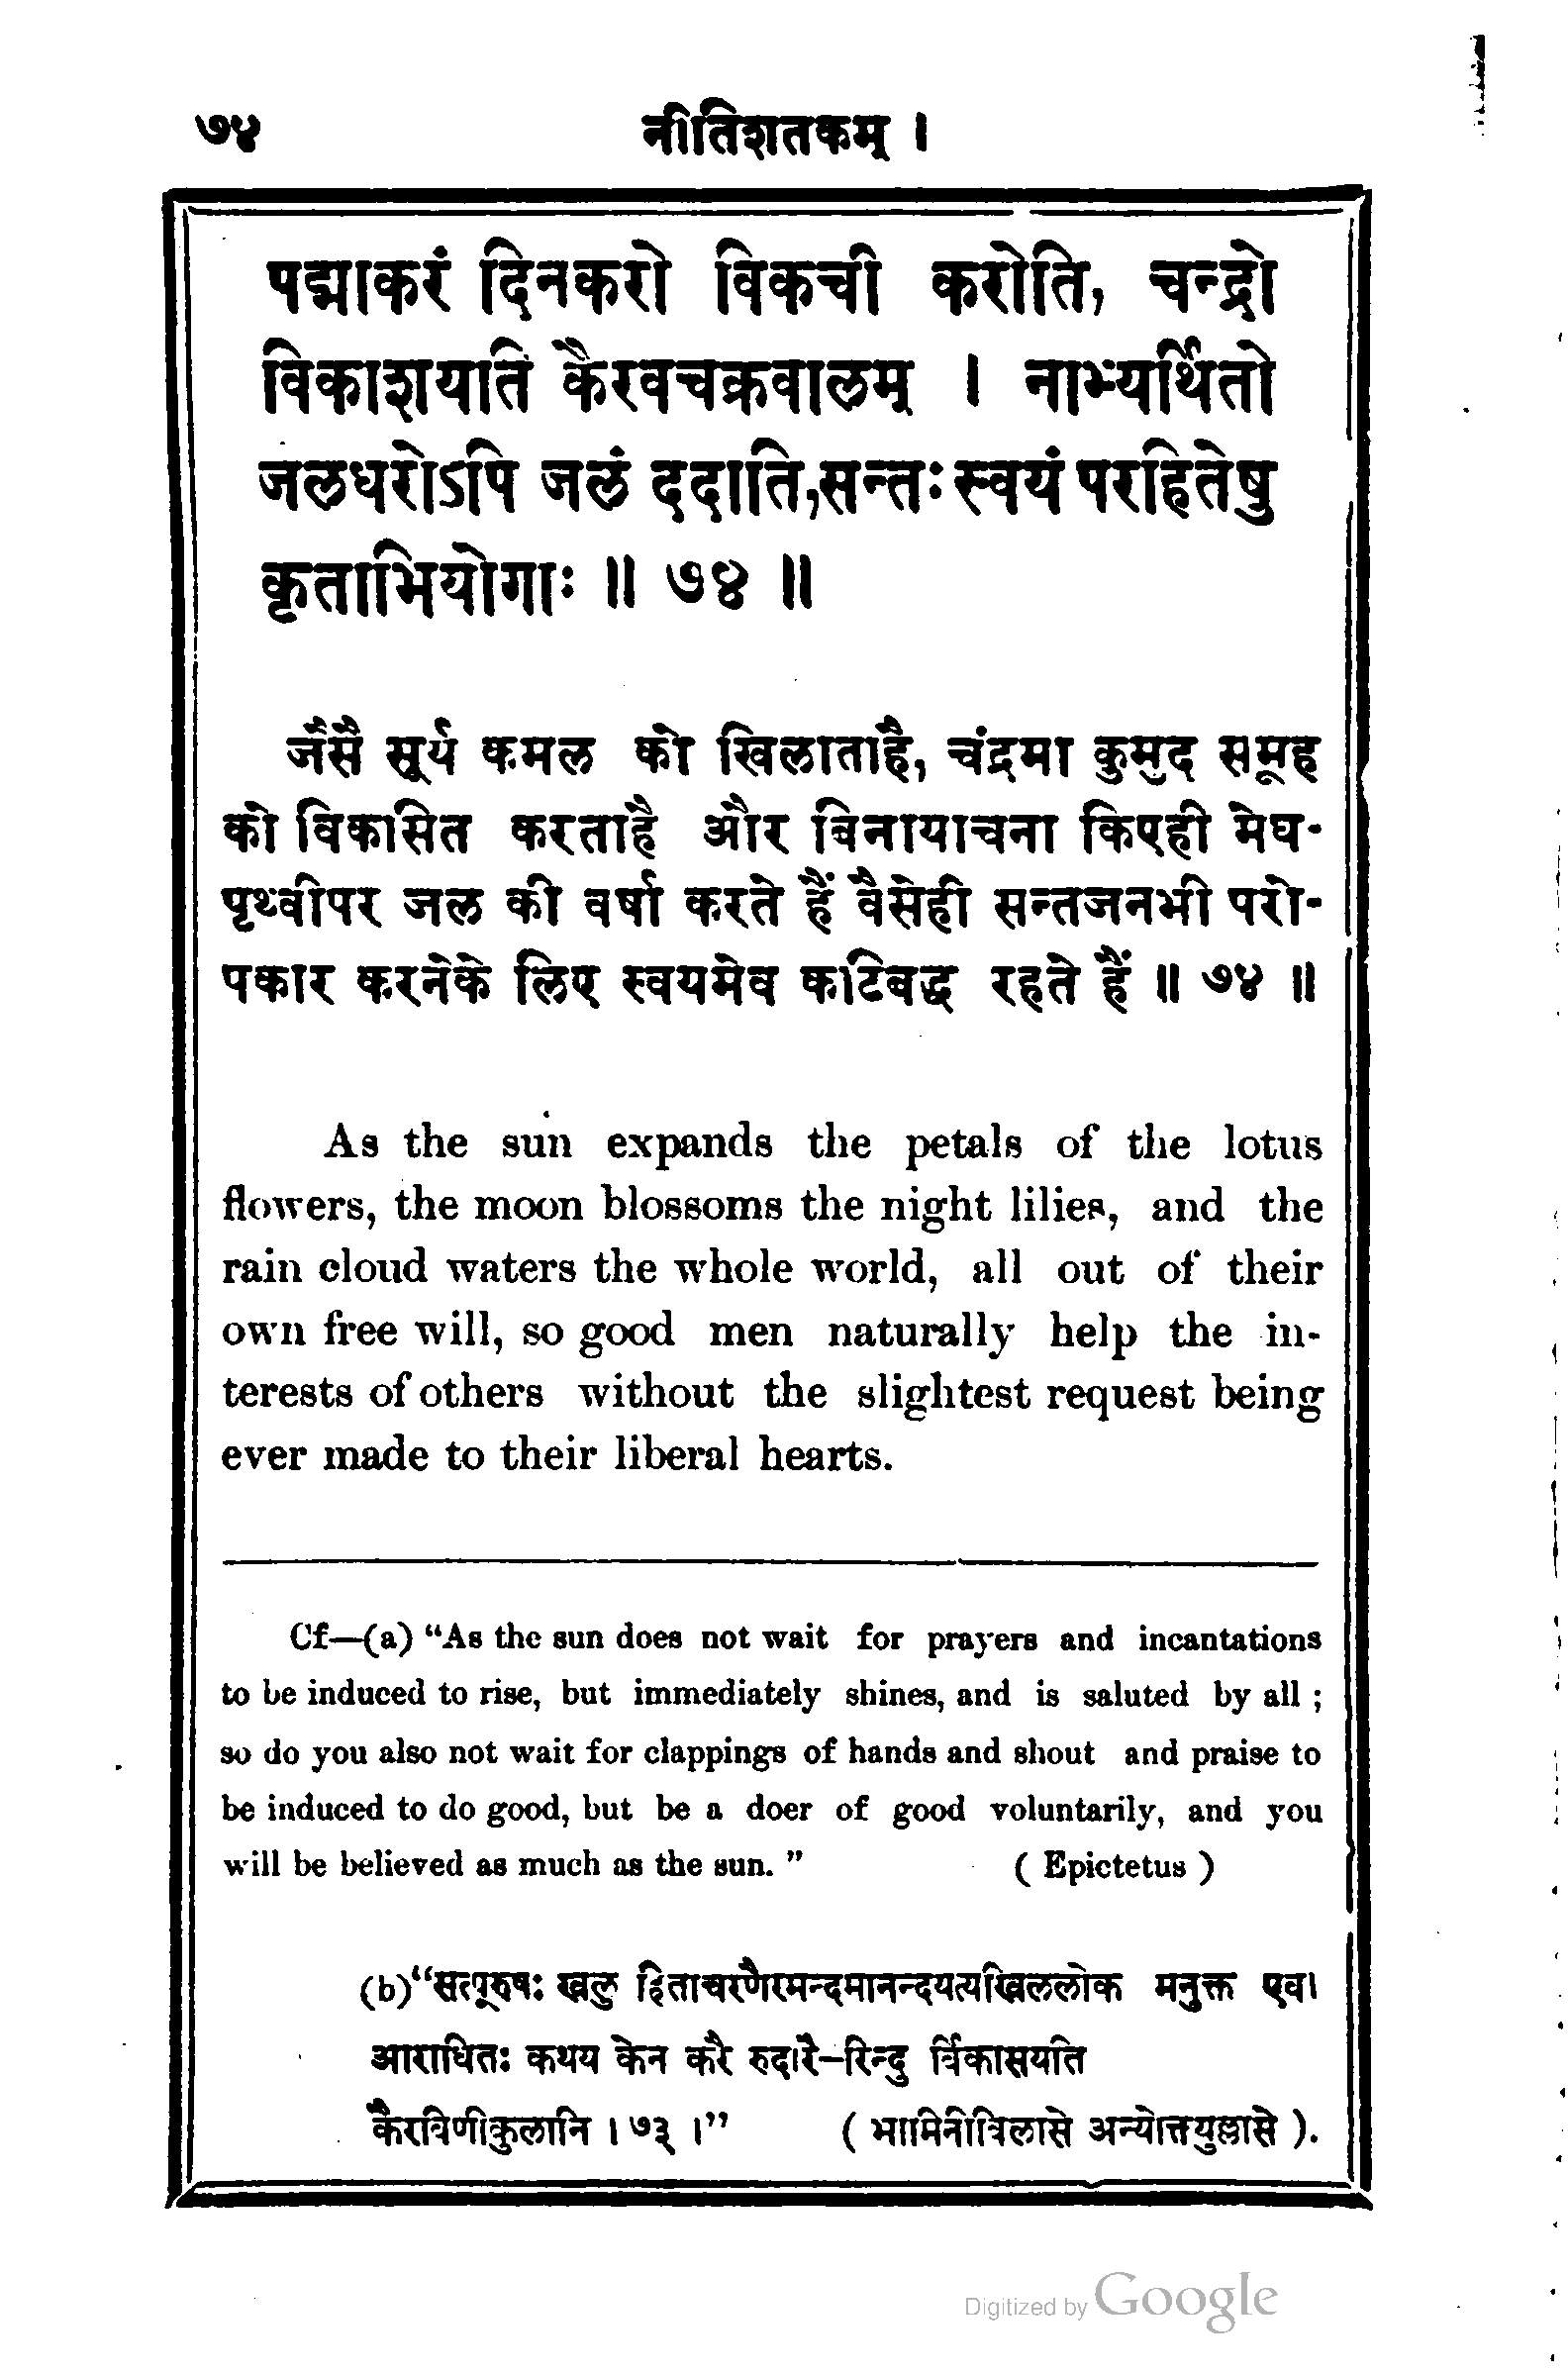 ७४ नीतिशतकम् ।
पद्माकरं दिनकरो विकची करोति, चन्द्रो
विकाशयति कैरवचक्रवालम् । नाभ्यर्थितो
जलधरोऽपि जलं ददाति,सन्तः स्वयं परहितेषु
कृताभियोगाः ॥ ७४ ॥
जैसै सूर्य कमल को खिलाताहै, चंद्रमा कुमुद समूह
को विकासित करताहै और बिनायाचना किएही मेघ-
पृथ्वीपर जल की वर्षा करते हैं वैसेही सन्तजनभी परो-
पकार करनेके लिए स्वयमेव कटिबद्ध रहते हैं ॥ ७४ ॥
As the sun expands the petals of the lotus
flowers, the moon blossoms the night lilies, and the
rain cloud waters the whole world, all out of their
own free will, so good men naturally help the in-
terests of others without the slightest request being
ever made to their liberal hearts.
Cf—(a) “As the sun does not wait for prayers and incantations
to be induced to rise, but immediately shines, and is saluted by all ;
so do you also not wait for clappings of hands and shout and praise to
be induced to do good, but be a doer of good voluntarily, and you
will be believed as much as the sun. ” ( Epictetus )
(b)“सत्पूरुषः खलु हिताचरणैरमन्दमानन्दयत्यखिललोक मनुक्त एव।
आराधितः कथय केन करै रुदारै–रिन्दु र्विकासयति
कैरविणीकुलानि । ७३ ।” ( भामिनीविलासे अन्योत्तयुल्लासे ).
Digitized by Google